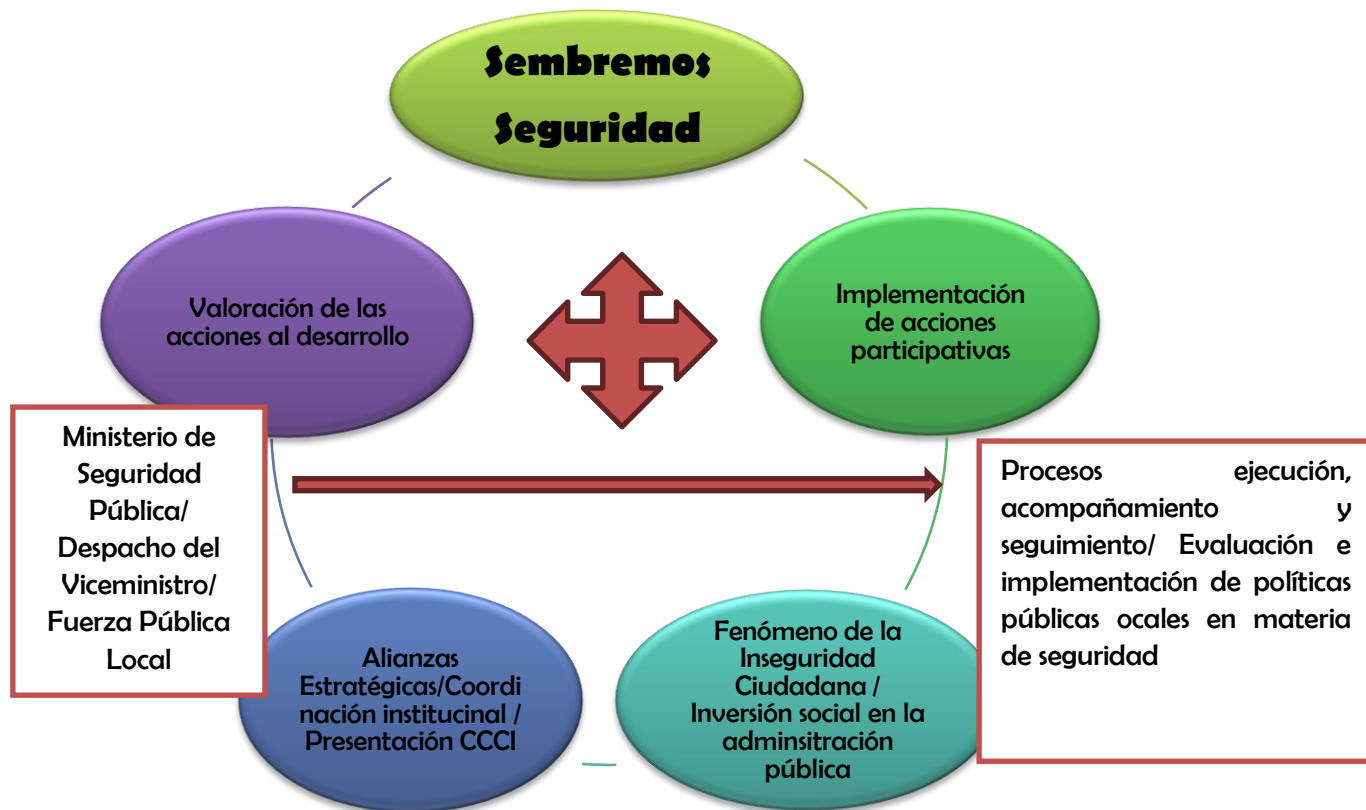 Sembremos
Seguridad
Valoración de las
acciones al desarrollo
Implementación
de acciones
participativas
Ministerio de
Seguridad
Pública/
Despacho del
Viceministro/
Fuerza Pública
Local
Procesos ejecución,
acompañamiento y
seguimiento/ Evaluación e
implementación de políticas
públicas ocales en materia
de seguridad
Alianzas
Estratégicas/Coordi
nación institucinal /
Presentación CCCI
Fenómeno de la
Inseguridad
Ciudadana /
Inversión social en la
adminsitración
pública